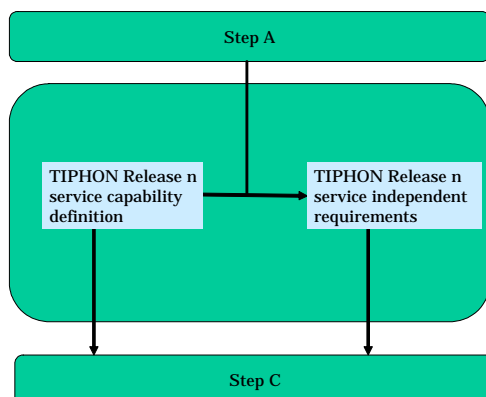 Step A
TIPHON Release n
service capability
definition
TIPHON Release n
service independent
requirements
Step C